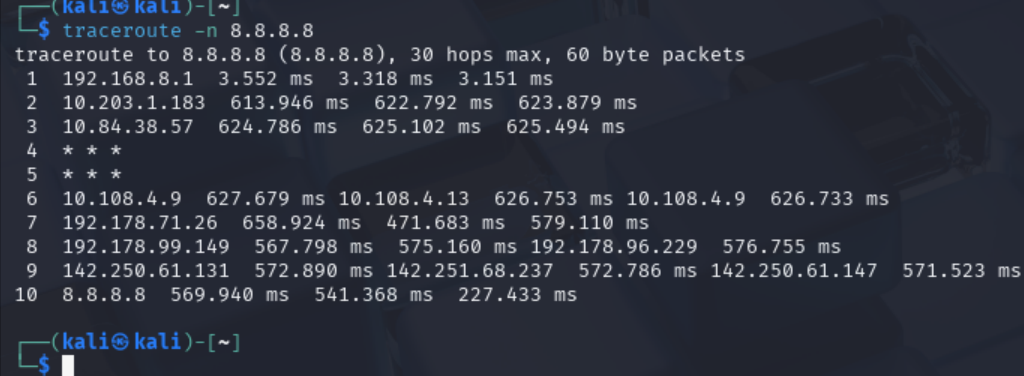 ┌──(kali㉿kali)-[~]
└─$ traceroute -n 8.8.8.8
traceroute to 8.8.8.8 (8.8.8.8), 30 hops max, 60 byte packets
 1  192.168.8.1  3.552 ms  3.318 ms  3.151 ms
 2  10.203.1.183  613.946 ms  622.792 ms  623.879 ms
 3  10.84.38.57  624.786 ms  625.102 ms  625.494 ms
 4  * * *
 5  * * *
 6  10.108.4.9  627.679 ms 10.108.4.13  626.753 ms 10.108.4.9  626.733 ms
 7  192.178.71.26  658.924 ms  471.683 ms  579.110 ms
 8  192.178.99.149  567.798 ms  575.160 ms 192.178.96.229  576.755 ms
 9  142.250.61.131  572.890 ms 142.251.68.237  572.786 ms 142.250.61.147  571.523 ms
10  8.8.8.8  569.940 ms  541.368 ms  227.433 ms
┌──(kali㉿kali)-[~]
└─$